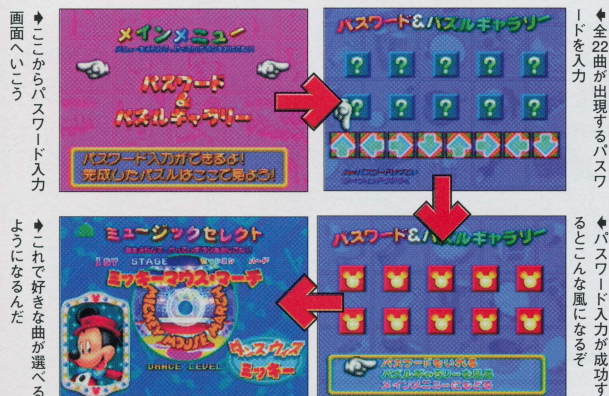 メインメニュー
パスワード
&
パズルギャラリー
パスワード入力ができるよ!
完成したパズルはここで見よう!
➧ここからパスワード入力
画面へいこう
パスワード&パズルギャラリー
? ? ? ? ?
? ? ? ? ?
➧全22曲が出現するパスワ
ードを入力
パスワード&パズルギャラリー
パスワードをいれる
パズルギャラリーを見る
メインメニューにもどる
➧パスワード入力が成功す
るとこんな風になるぞ
ミュージックセレクト
1ST STAGE
ハード
ミッキーマウス・マーチ
MICKEY MOUSE MARCH
DANCE LEVEL
ダンス・ウィズ
ミッキー
➧これで好きな曲が選べる
ようになるんだ